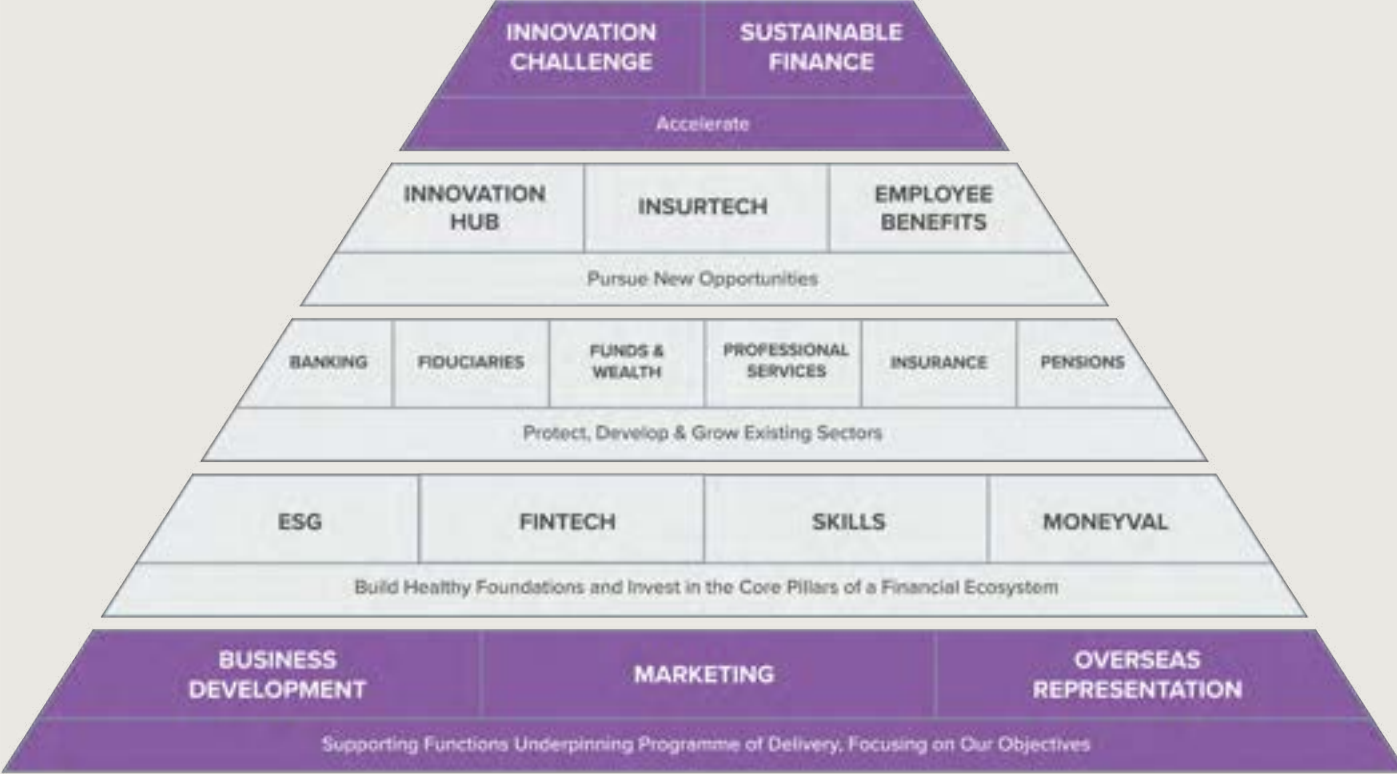 INNOVATION
CHALLENGE
SUSTAINABLE
FINANCE
Accelerate
INNOVATION
HUB
INSURTECH
EMPLOYEE
BENEFITS
Pursue New Opportunities
BANKING
FIDUCIARIES
FUNDS &
WEALTH
PROFESSIONAL
SERVICES
INSURANCE
PENSIONS
Protect, Develop & Grow Existing Sectors
ESG
FINTECH
SKILLS
MONEYVAL
Build Healthy Foundations and Invest in the Core Pillars of a Financial Ecosystem
BUSINESS
DEVELOPMENT
MARKETING
OVERSEAS
REPRESENTATION
Supporting Functions Underpinning Programme of Delivery, Focusing on Our Objectives